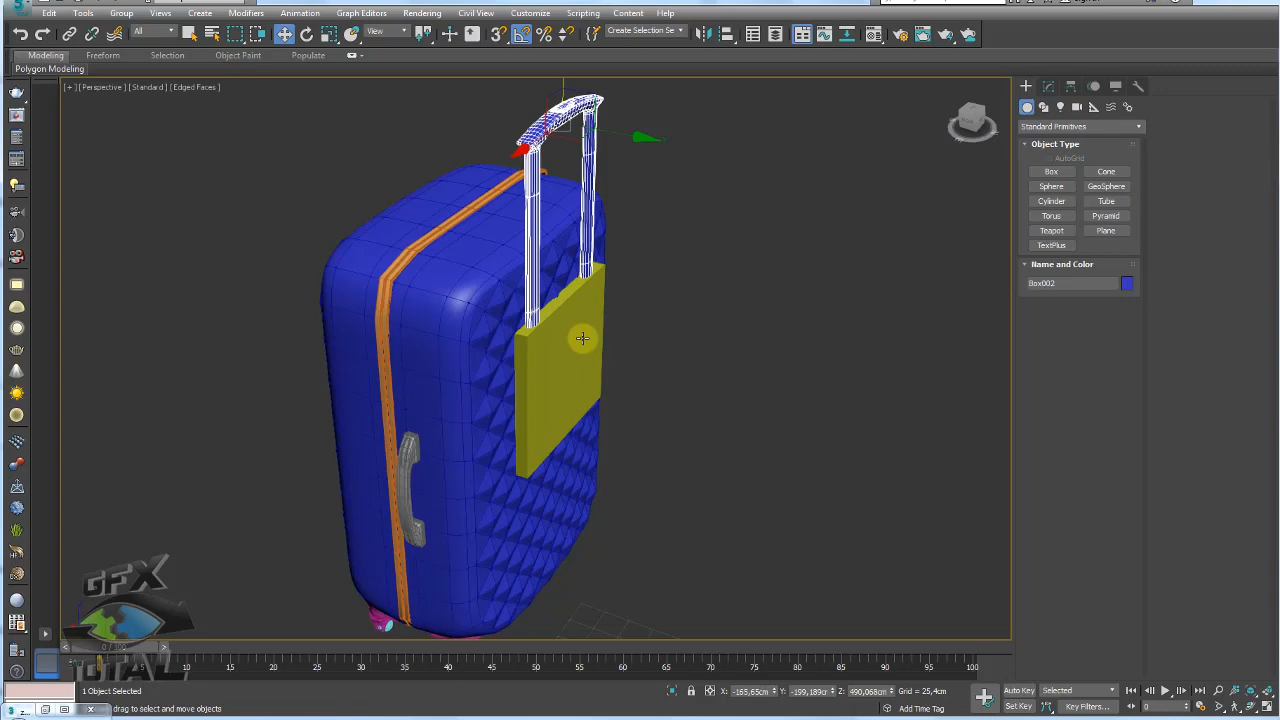 Edit Tools Group Views Create Modifiers Animation Graph Editors Rendering Civil View Customize Scripting Content Help
All View Create Selection Se
Modeling Freeform Selection Object Paint Populate
Polygon Modeling
[+] [Perspective] [Standard] [Edged Faces]
Standard Primitives
Object Type
AutoGrid
Box Cone
Sphere GeoSphere
Cylinder Tube
Torus Pyramid
Teapot Plane
TextPlus
Name and Color
Box002
GFX
TOTAL
0 / 100
10 15 20 25 30 35 40 45 50 55 60 65 70 75 80 85 90 95 100
1 Object Selected X: -165,65cm Y: -199,189c Z: 490,068cm Grid = 25,4cm Auto Key Selected
drag to select and move objects Add Time Tag Set Key Key Filters... 0